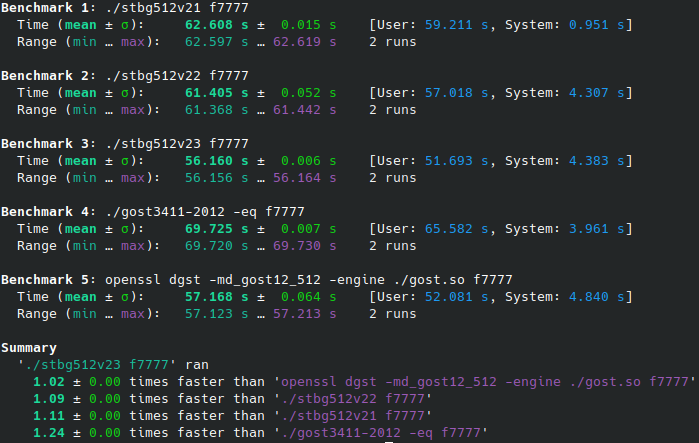 Benchmark 1: ./stbg512v21 f7777
Time (mean ± σ): 62.608 s ± 0.015 s [User: 59.211 s, System: 0.951 s]
Range (min … max): 62.597 s … 62.619 s 2 runs
Benchmark 2: ./stbg512v22 f7777
Time (mean ± σ): 61.405 s ± 0.052 s [User: 57.018 s, System: 4.307 s]
Range (min … max): 61.368 s … 61.442 s 2 runs
Benchmark 3: ./stbg512v23 f7777
Time (mean ± σ): 56.160 s ± 0.006 s [User: 51.693 s, System: 4.383 s]
Range (min … max): 56.156 s … 56.164 s 2 runs
Benchmark 4: ./gost3411-2012 -eq f7777
Time (mean ± σ): 69.725 s ± 0.007 s [User: 65.582 s, System: 3.961 s]
Range (min … max): 69.720 s … 69.730 s 2 runs
Benchmark 5: openssl dgst -md_gost12_512 -engine ./gost.so f7777
Time (mean ± σ): 57.168 s ± 0.064 s [User: 52.081 s, System: 4.840 s]
Range (min … max): 57.123 s … 57.213 s 2 runs
Summary
'./stbg512v23 f7777' ran
1.02 ± 0.00 times faster than 'openssl dgst -md_gost12_512 -engine ./gost.so f7777'
1.09 ± 0.00 times faster than './stbg512v22 f7777'
1.11 ± 0.00 times faster than './stbg512v21 f7777'
1.24 ± 0.00 times faster than './gost3411-2012 -eq f7777'